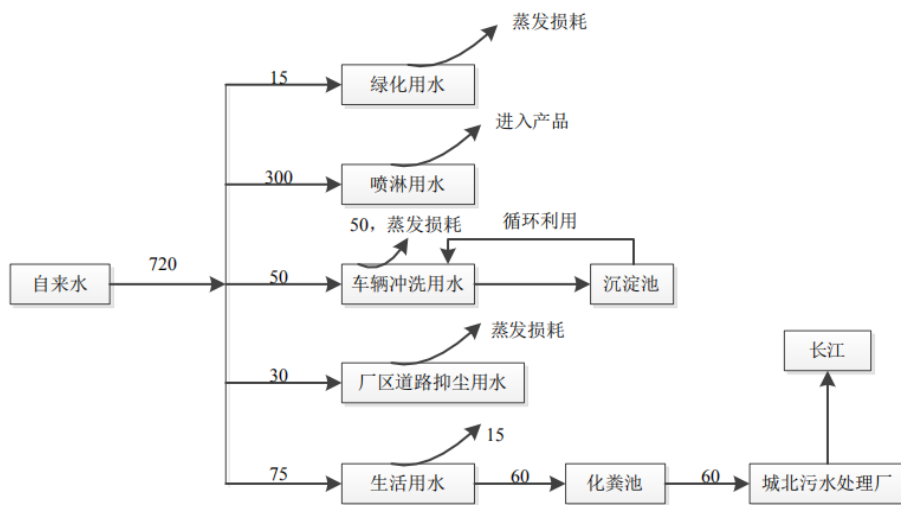 蒸发损耗
15
绿化用水
进入产品
300
喷淋用水
50，蒸发损耗
循环利用
自来水
720
50
车辆冲洗用水
沉淀池
蒸发损耗
长江
30
厂区道路抑尘用水
15
75
生活用水
60
化粪池
60
城北污水处理厂